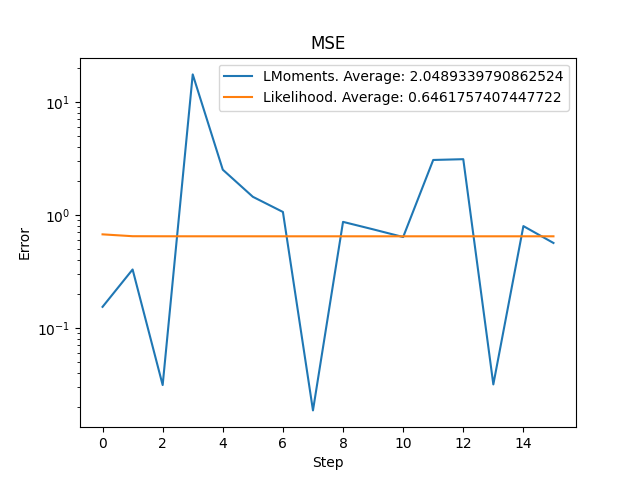 MSE
LMoments. Average: 2.0489339790862524
Likelihood. Average: 0.6461757407447722
10¹
10⁰
10⁻¹
Error
0 2 4 6 8 10 12 14
Step